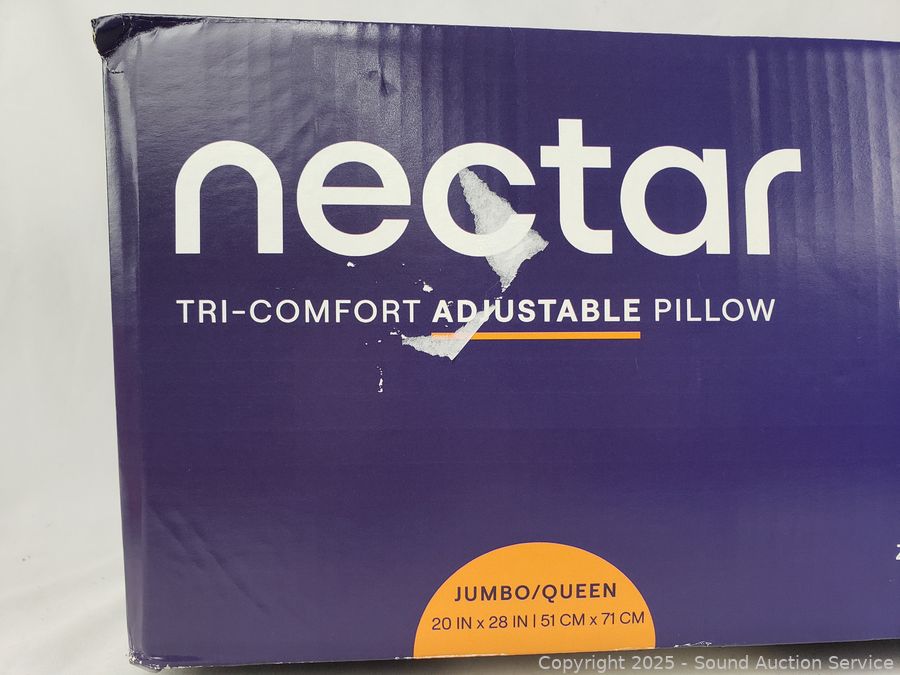 nectar
TRI-COMFORT ADJUSTABLE PILLOW
JUMBO/QUEEN
20 IN x 28 IN | 51 CM x 71 CM
Copyright 2025 - Sound Auction Service